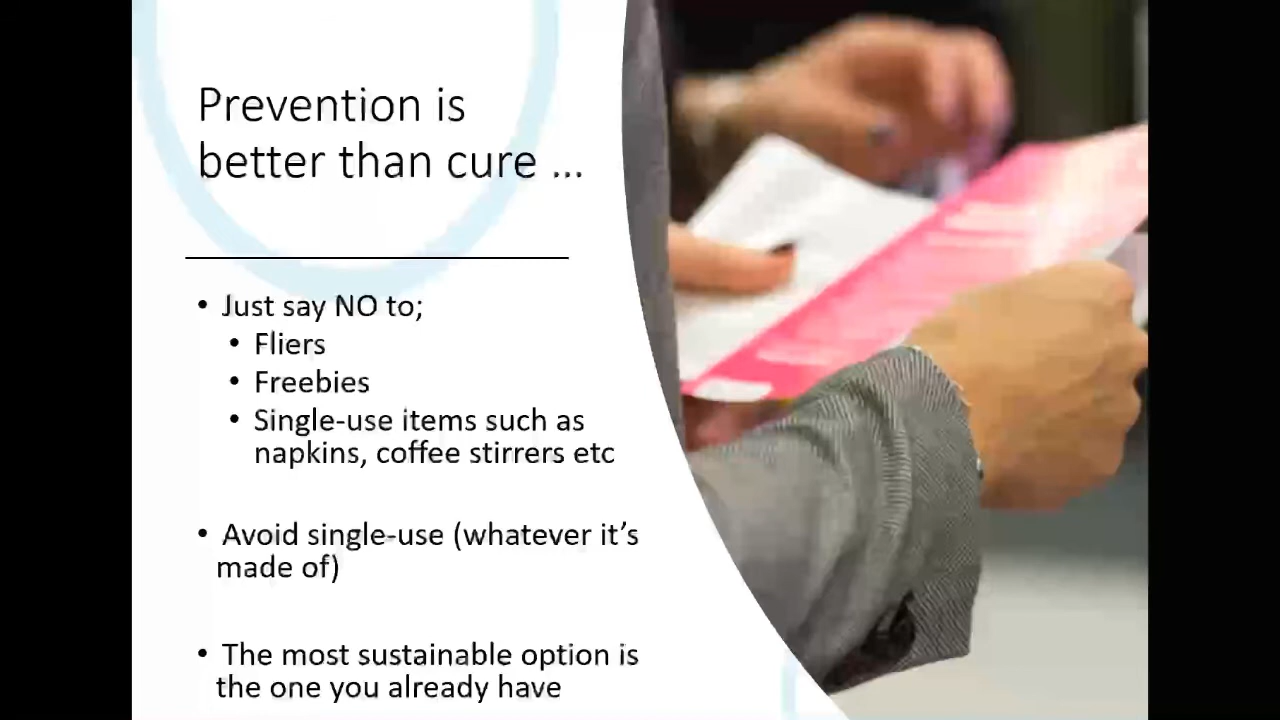 Prevention is
better than cure ...
• Just say NO to;
• Fliers
• Freebies
• Single-use items such as
napkins, coffee stirrers etc
• Avoid single-use (whatever it’s
made of)
• The most sustainable option is
the one you already have